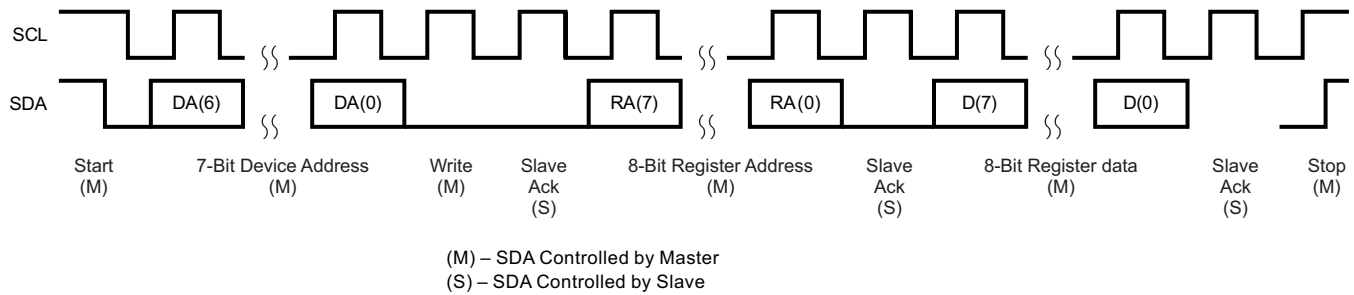 SCL
SDA
DA(6)
DA(0)
RA(7)
RA(0)
D(7)
D(0)
Start
(M)
7-Bit Device Address
(M)
Write
(M)
Slave
Ack
(S)
8-Bit Register Address
(M)
Slave
Ack
(S)
8-Bit Register data
(M)
Slave
Ack
(S)
Stop
(M)
(M) – SDA Controlled by Master
(S) – SDA Controlled by Slave